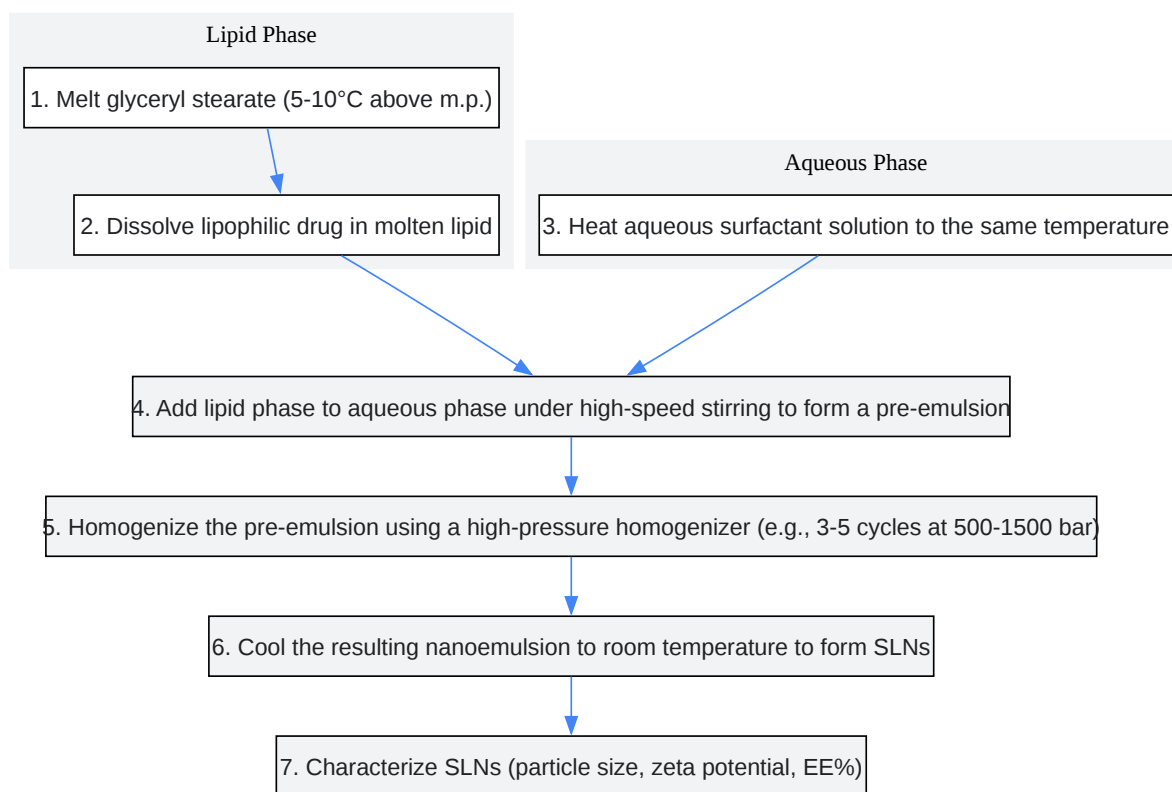 Lipid Phase
1. Melt glyceryl stearate (5-10°C above m.p.)
Aqueous Phase
2. Dissolve lipophilic drug in molten lipid
3. Heat aqueous surfactant solution to the same temperature
4. Add lipid phase to aqueous phase under high-speed stirring to form a pre-emulsion
5. Homogenize the pre-emulsion using a high-pressure homogenizer (e.g., 3-5 cycles at 500-1500 bar)
6. Cool the resulting nanoemulsion to room temperature to form SLNs
7. Characterize SLNs (particle size, zeta potential, EE%)